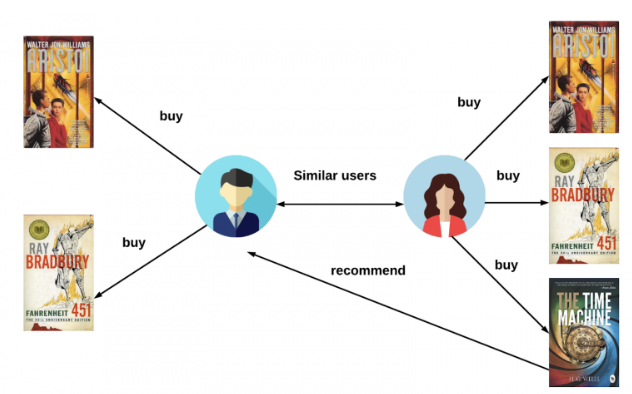 WALTER JON WILLIAMS
ARISTOI
buy
RAY
BRADBURY
FAHRENHEIT 451
THE 50TH ANNIVERSARY EDITION
buy
Similar users
recommend
buy
WALTER JON WILLIAMS
ARISTOI
buy
RAY
BRADBURY
FAHRENHEIT 451
THE 50TH ANNIVERSARY EDITION
buy
THE TIME
MACHINE
H. G. WELLS